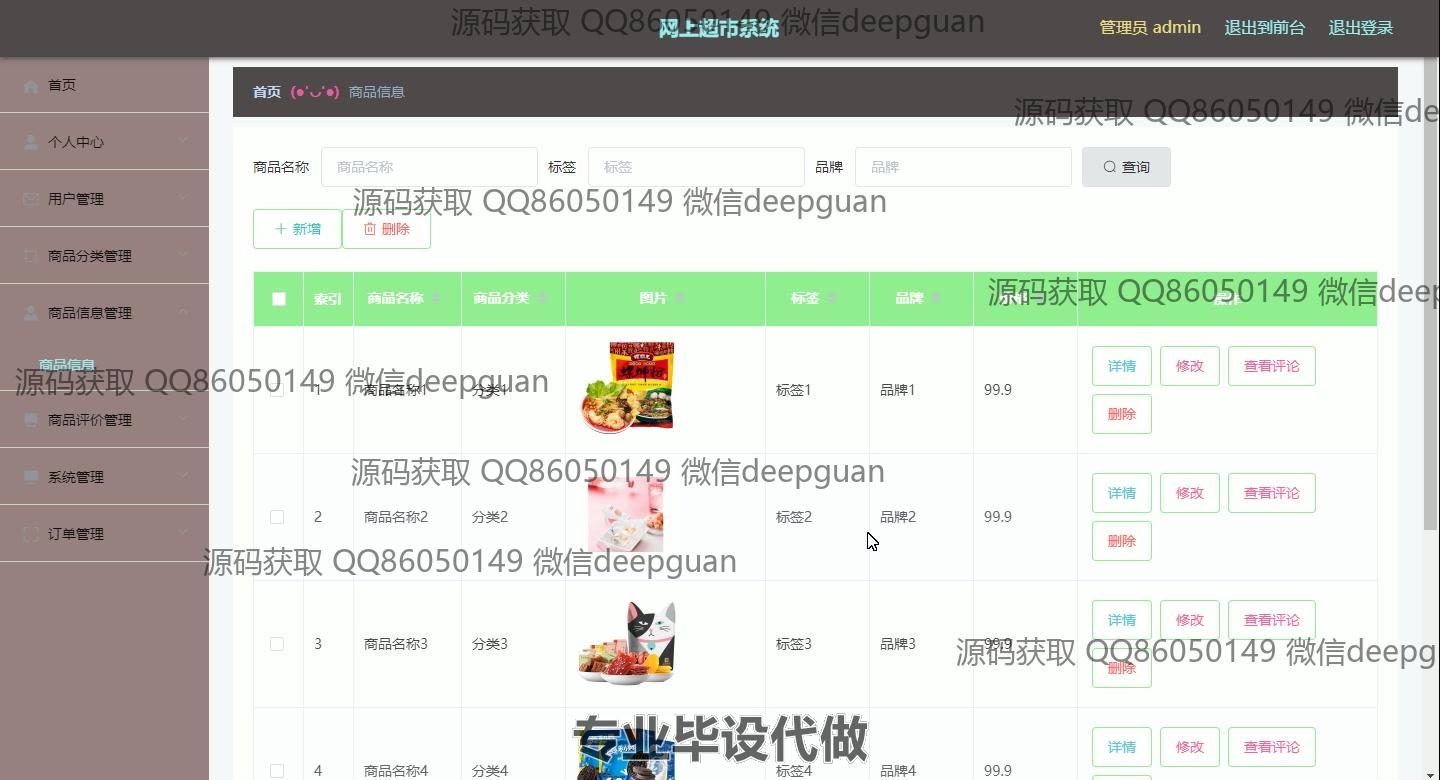 网上超市系统
管理员 admin 退出到前台 退出登录
源码获取 QQ86050149 微信deepguan
首页
个人中心
用户管理
商品分类管理
商品信息管理
商品信息
商品评价管理
系统管理
订单管理
首页 (●'◡'●) 商品信息
源码获取 QQ86050149 微信de
商品名称 商品名称 标签 标签 品牌 品牌 查询
源码获取 QQ86050149 微信deepguan
新增 删除
索引 商品名称 商品分类 图片 标签 品牌
源码获取 QQ86050149 微信deep
1 商品名称1 分类1 标签1 品牌1 99.9 详情 修改 查看评论
删除
源码获取 QQ86050149 微信deepguan
源码获取 QQ86050149 微信deepguan
2 商品名称2 分类2 标签2 品牌2 99.9 详情 修改 查看评论
删除
源码获取 QQ86050149 微信deepguan
3 商品名称3 分类3 标签3 品牌3 99.9 详情 修改 查看评论
删除
源码获取 QQ86050149 微信deepg
专业毕设代做
4 商品名称4 分类4 标签4 品牌4 99.9 详情 修改 查看评论